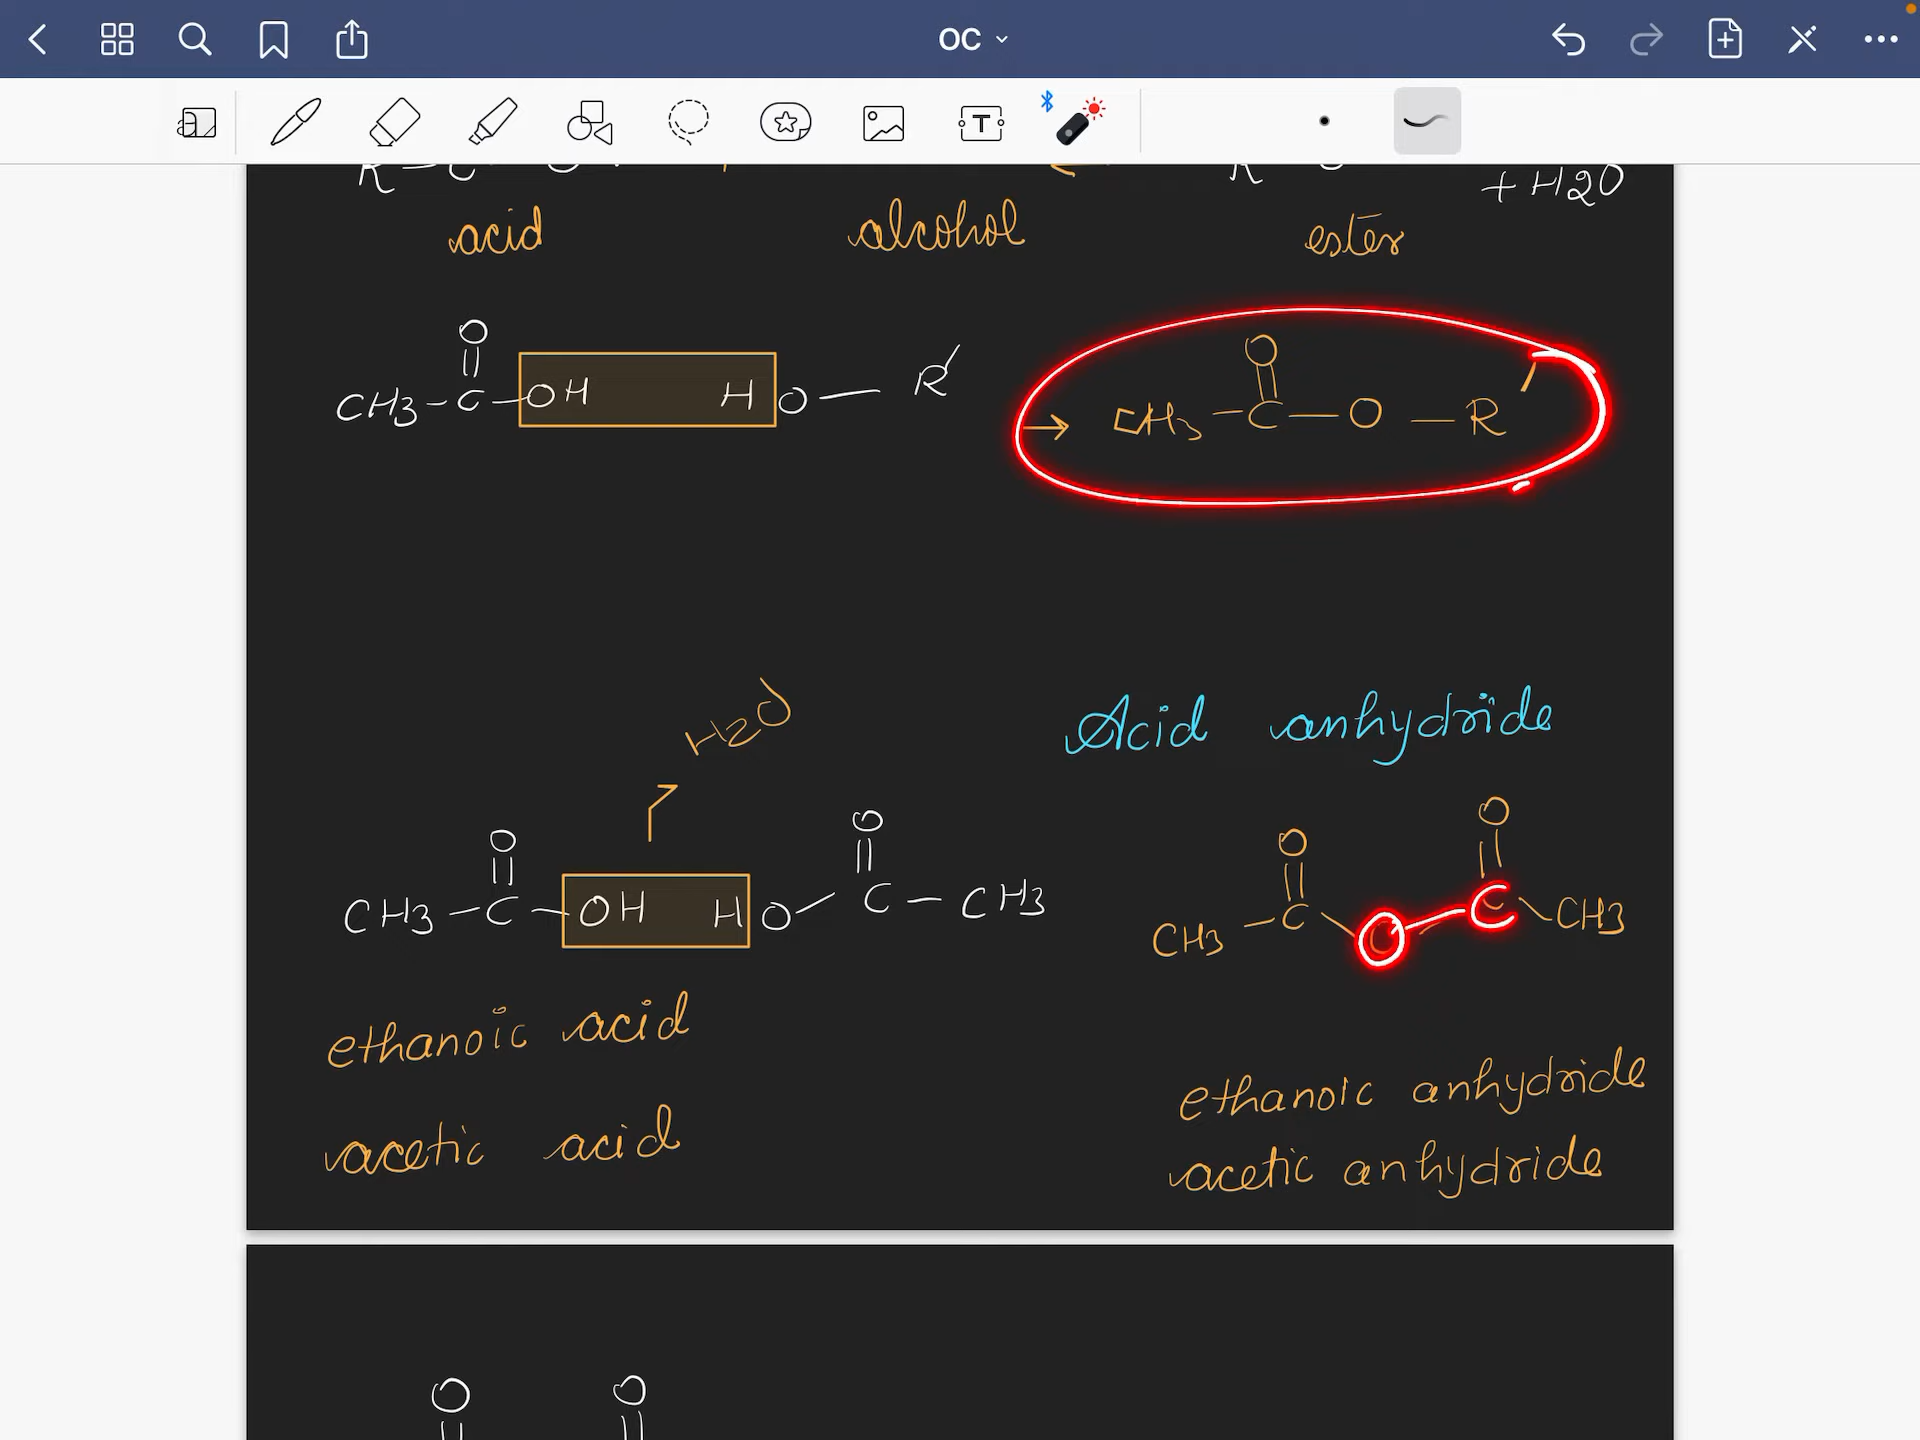 OC
T
R - C
R
+ H2O
acid alcohol ester
O
||
CH3 - C - OH H O — R'
O
||
→ CH3 - C — O — R'
H2O
Acid anhydride
O
||
CH3 - C - OH H O - C - CH3
O
||
O
||
CH3 - C - O - C - CH3
O
||
ethanoic acid
acetic acid
ethanoic anhydride
acetic anhydride
O O
|| ||